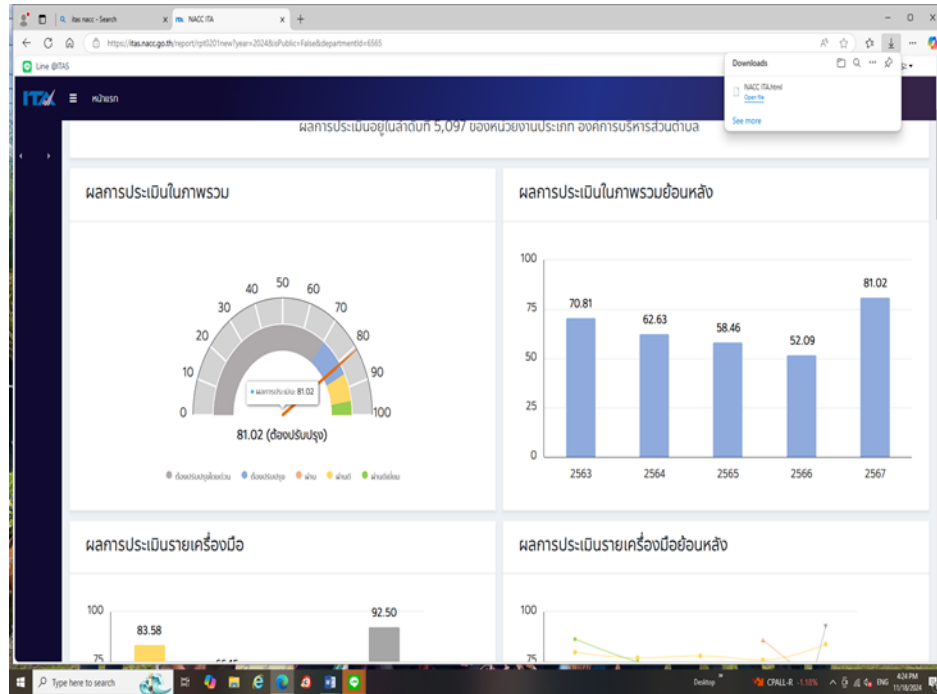 itas nacc - Search
ITA NACC ITA
https://itas.nacc.go.th/report/rpt0201new?year=2024&isPublic=False&departmentId=6565
Line @ITAS
Downloads
NACC ITA.html
Open file
See more
ITA
หน้าแรก
ผลการประเมินอยู่ในลำดับที่ 5,097 ของหน่วยงานประเภท องค์การบริหารส่วนตำบล
ผลการประเมินในภาพรวม
0
10
20
30
40
50
60
70
80
90
100
ผลการประเมิน: 81.02
81.02 (ต้องปรับปรุง)
ต้องปรับปรุงโดยด่วน ต้องปรับปรุง ผ่าน ผ่านดี ผ่านดีเยี่ยม
ผลการประเมินในภาพรวมย้อนหลัง
100
75
50
25
0
70.81
62.63
58.46
52.09
81.02
2563 2564 2565 2566 2567
ผลการประเมินรายเครื่องมือ
100
75
83.58
92.50
ผลการประเมินรายเครื่องมือย้อนหลัง
100
75
Type here to search
Desktop
CPALL-R -1.18%
ENG
4:24 PM
11/18/2024